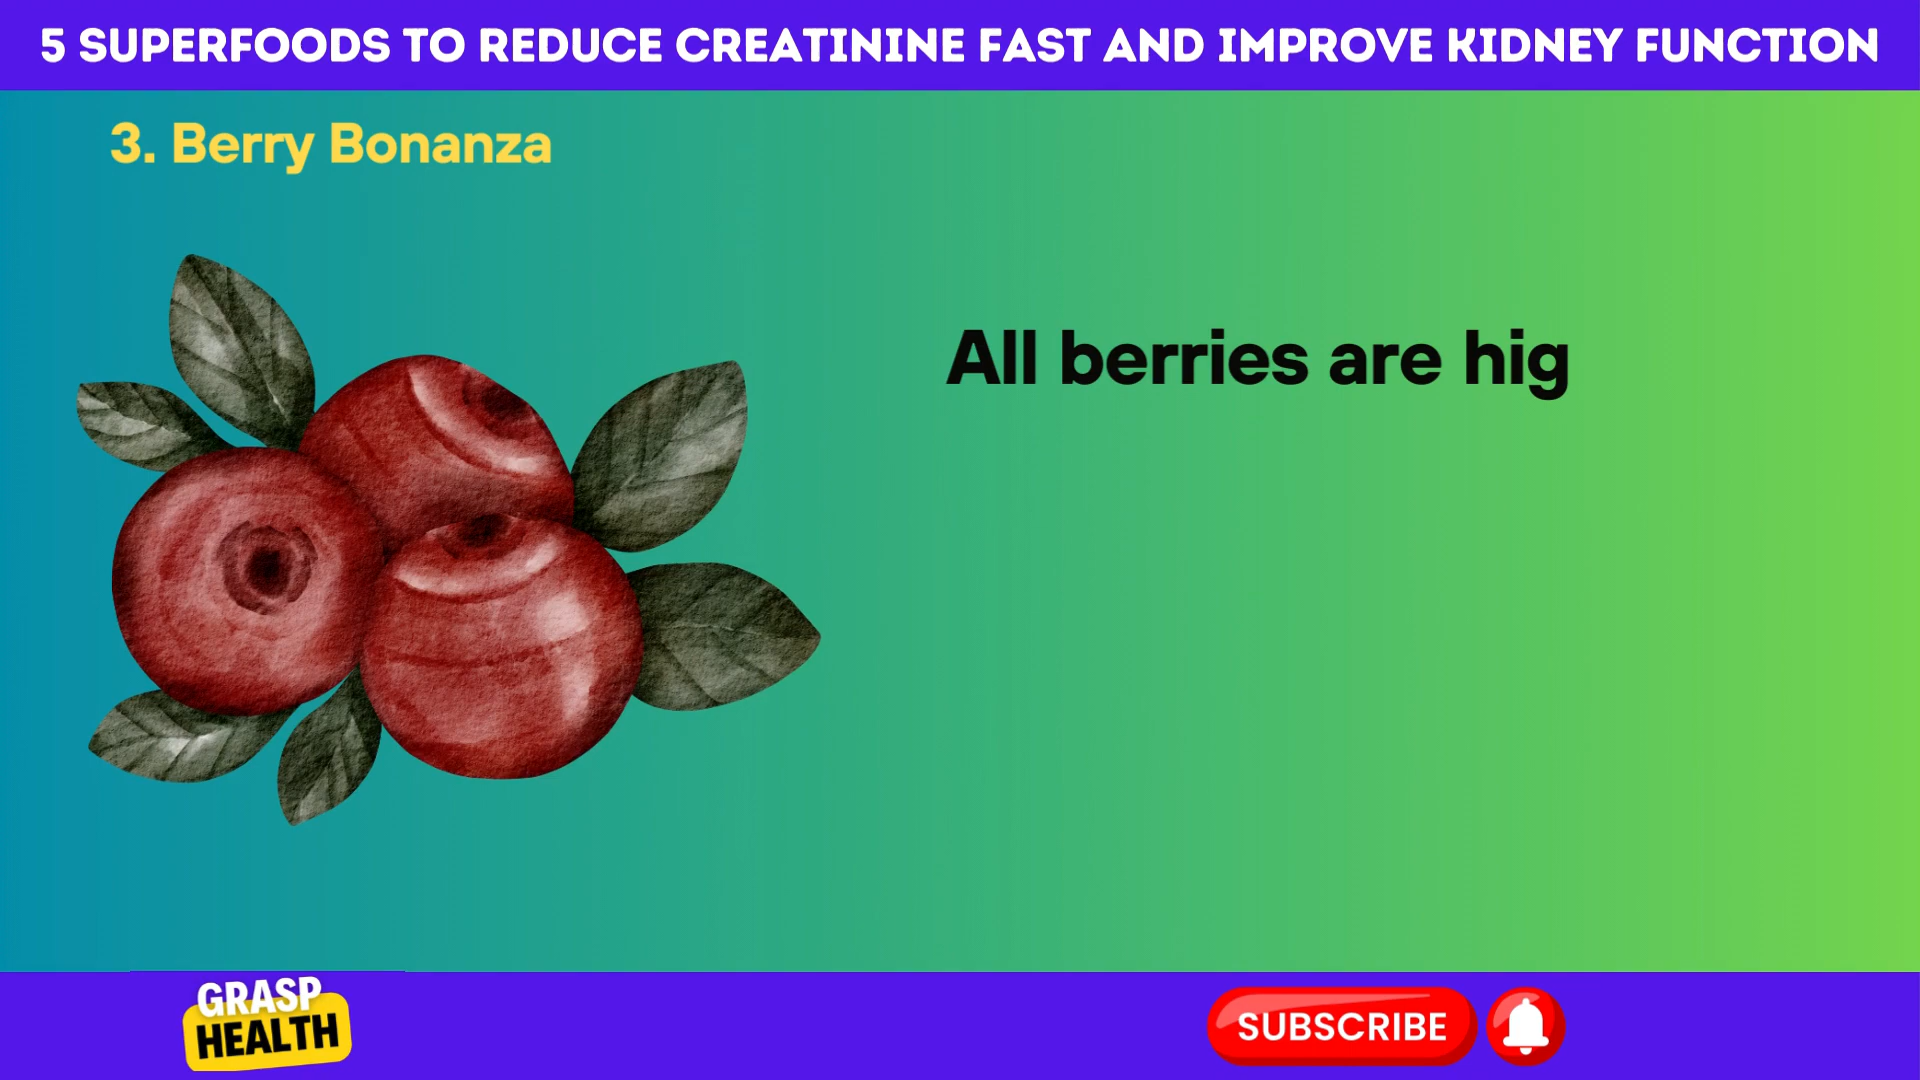 5 SUPERFOODS TO REDUCE CREATININE FAST AND IMPROVE KIDNEY FUNCTION
3. Berry Bonanza
All berries are hig
GRASP
HEALTH
SUBSCRIBE